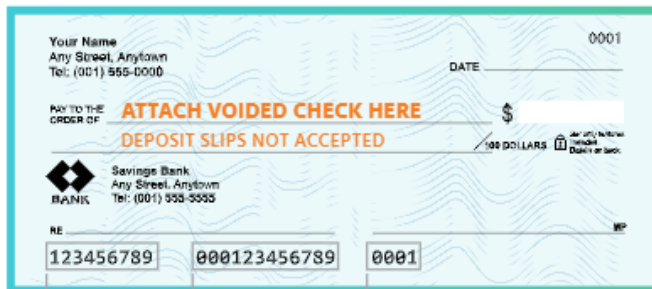 Your Name 0001
Any Street, Anytown
Tel: (001) 555-0000
DATE
PAY TO THE
ORDER OF
ATTACH VOIDED CHECK HERE $
DEPOSIT SLIPS NOT ACCEPTED /100 DOLLARS
Savings Bank
Any Street, Anytown
BANK Tel: (001) 555-5555
RE MP
123456789 000123456789 0001